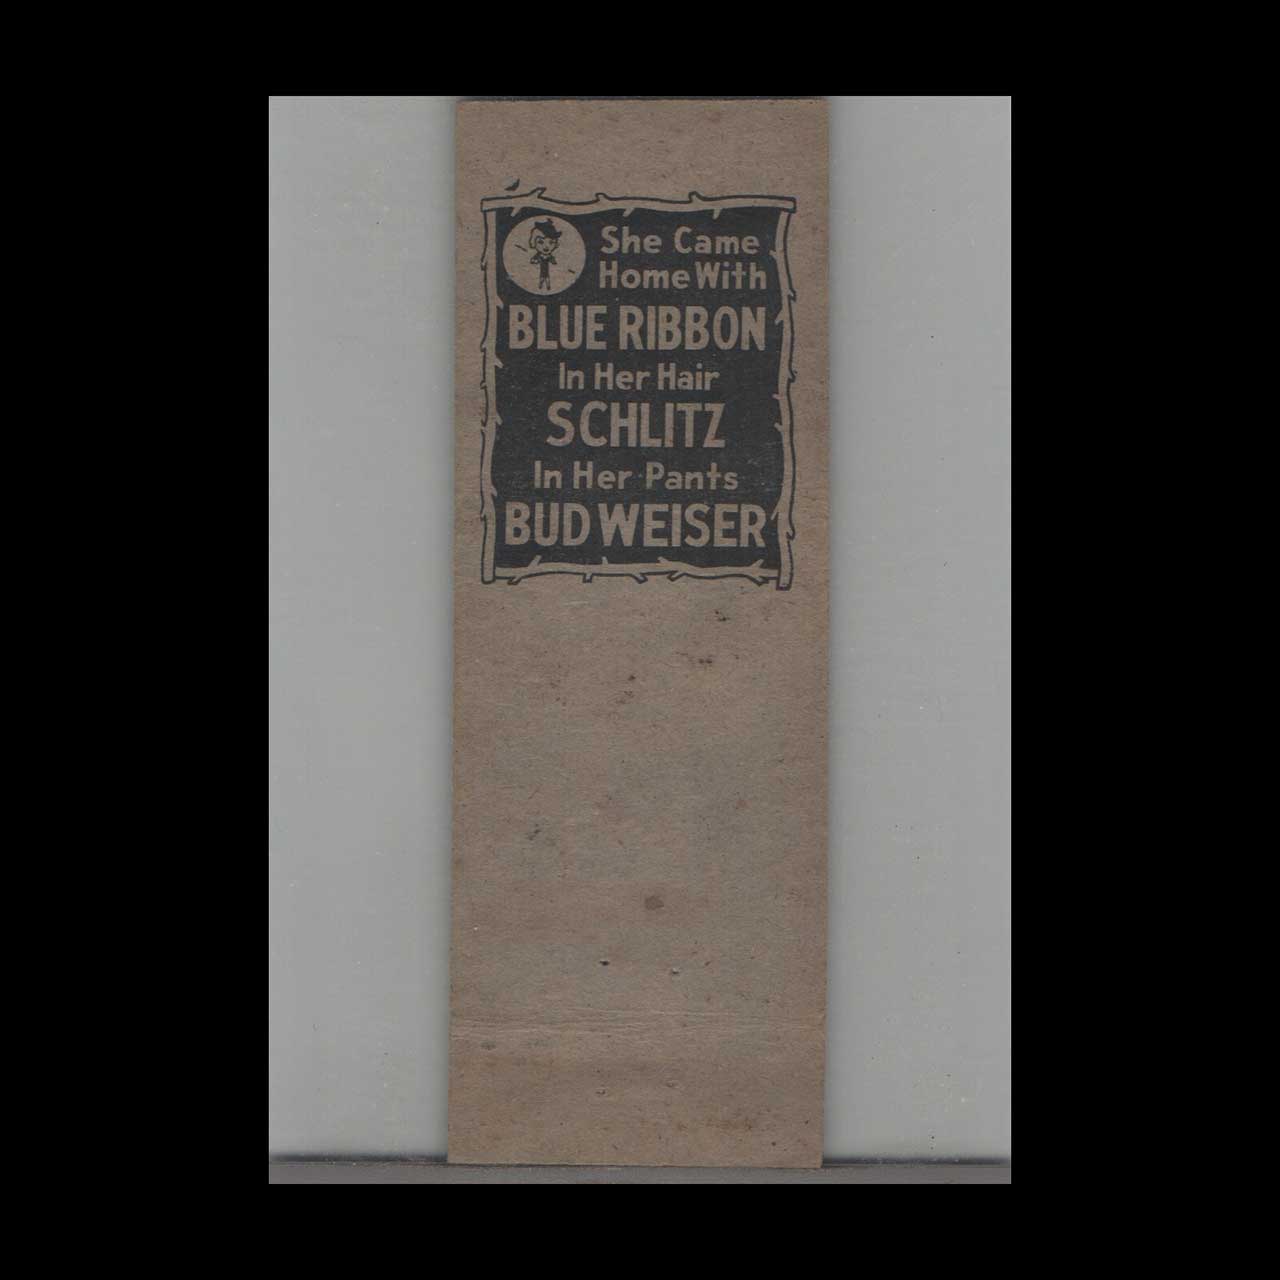 She Came
Home With
BLUE RIBBON
In Her Hair
SCHLITZ
In Her Pants
BUD WEISER